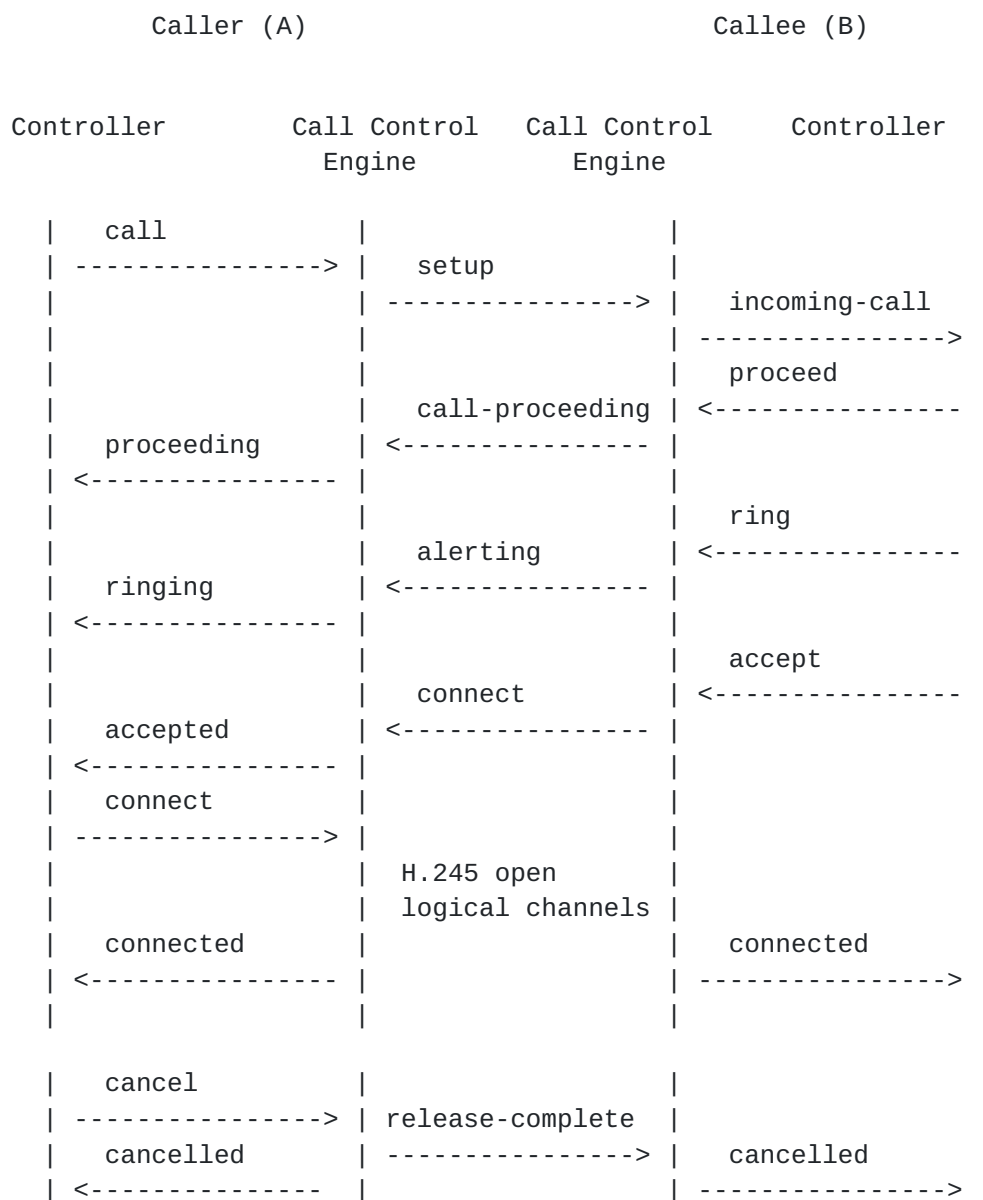 Caller (A)                          Callee (B)
Controller        Call Control   Call Control     Controller
                    Engine          Engine
  |   call            |                   |
  | ----------------> |   setup           |
  |                   | ----------------> |   incoming-call
  |                   |                   | ---------------->
  |                   |                   |   proceed
  |                   |   call-proceeding | <----------------
  |   proceeding      | <---------------- |
  | <---------------- |                   |
  |                   |                   |   ring
  |                   |   alerting        | <----------------
  |   ringing         | <---------------- |
  | <---------------- |                   |
  |                   |                   |   accept
  |                   |   connect         | <----------------
  |   accepted        | <---------------- |
  | <---------------- |                   |
  |   connect         |                   |
  | ----------------> |                   |
  |                   |  H.245 open       |
  |                   |  logical channels |
  |   connected       |                   |   connected
  | <---------------- |                   | ---------------->
  |                   |                   |
  |   cancel          |                   |
  | ----------------> | release-complete  |
  |   cancelled       | ----------------> |   cancelled
  | <---------------  |                   | ---------------->